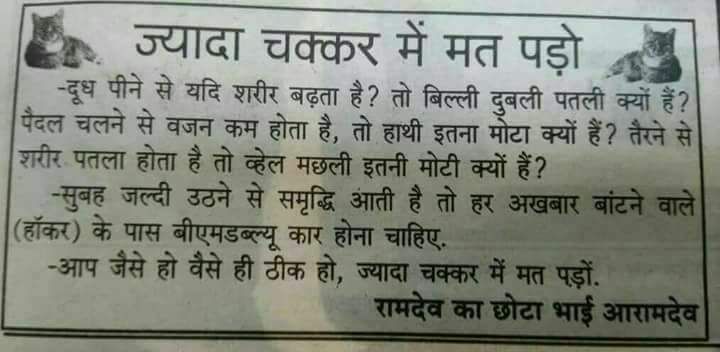 ज्यादा चक्कर में मत पड़ो
-दूध पीने से यदि शरीर बढ़ता है? तो बिल्ली दुबली पतली क्यों हैं?
पैदल चलने से वजन कम होता है, तो हाथी इतना मोटा क्यों हैं? तैरने से
शरीर पतला होता है तो व्हेल मछली इतनी मोटी क्यों हैं?
-सुबह जल्दी उठने से समृद्धि आती है तो हर अखबार बांटने वाले
(हॉकर) के पास बीएमडब्ल्यू कार होना चाहिए.
-आप जैसे हो वैसे ही ठीक हो, ज्यादा चक्कर में मत पड़ों.
रामदेव का छोटा भाई आरामदेव